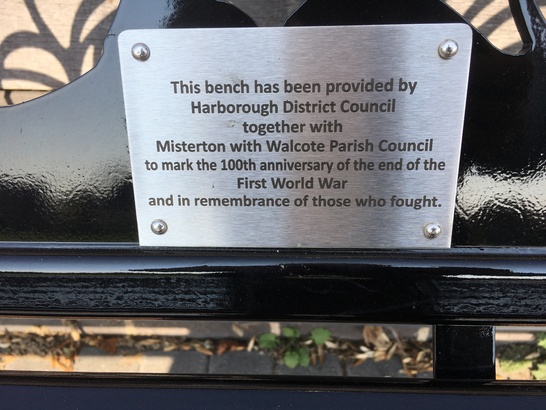 This bench has been provided by
Harborough District Council
together with
Misterton with Walcote Parish Council
to mark the 100th anniversary of the end of the
First World War
and in remembrance of those who fought.